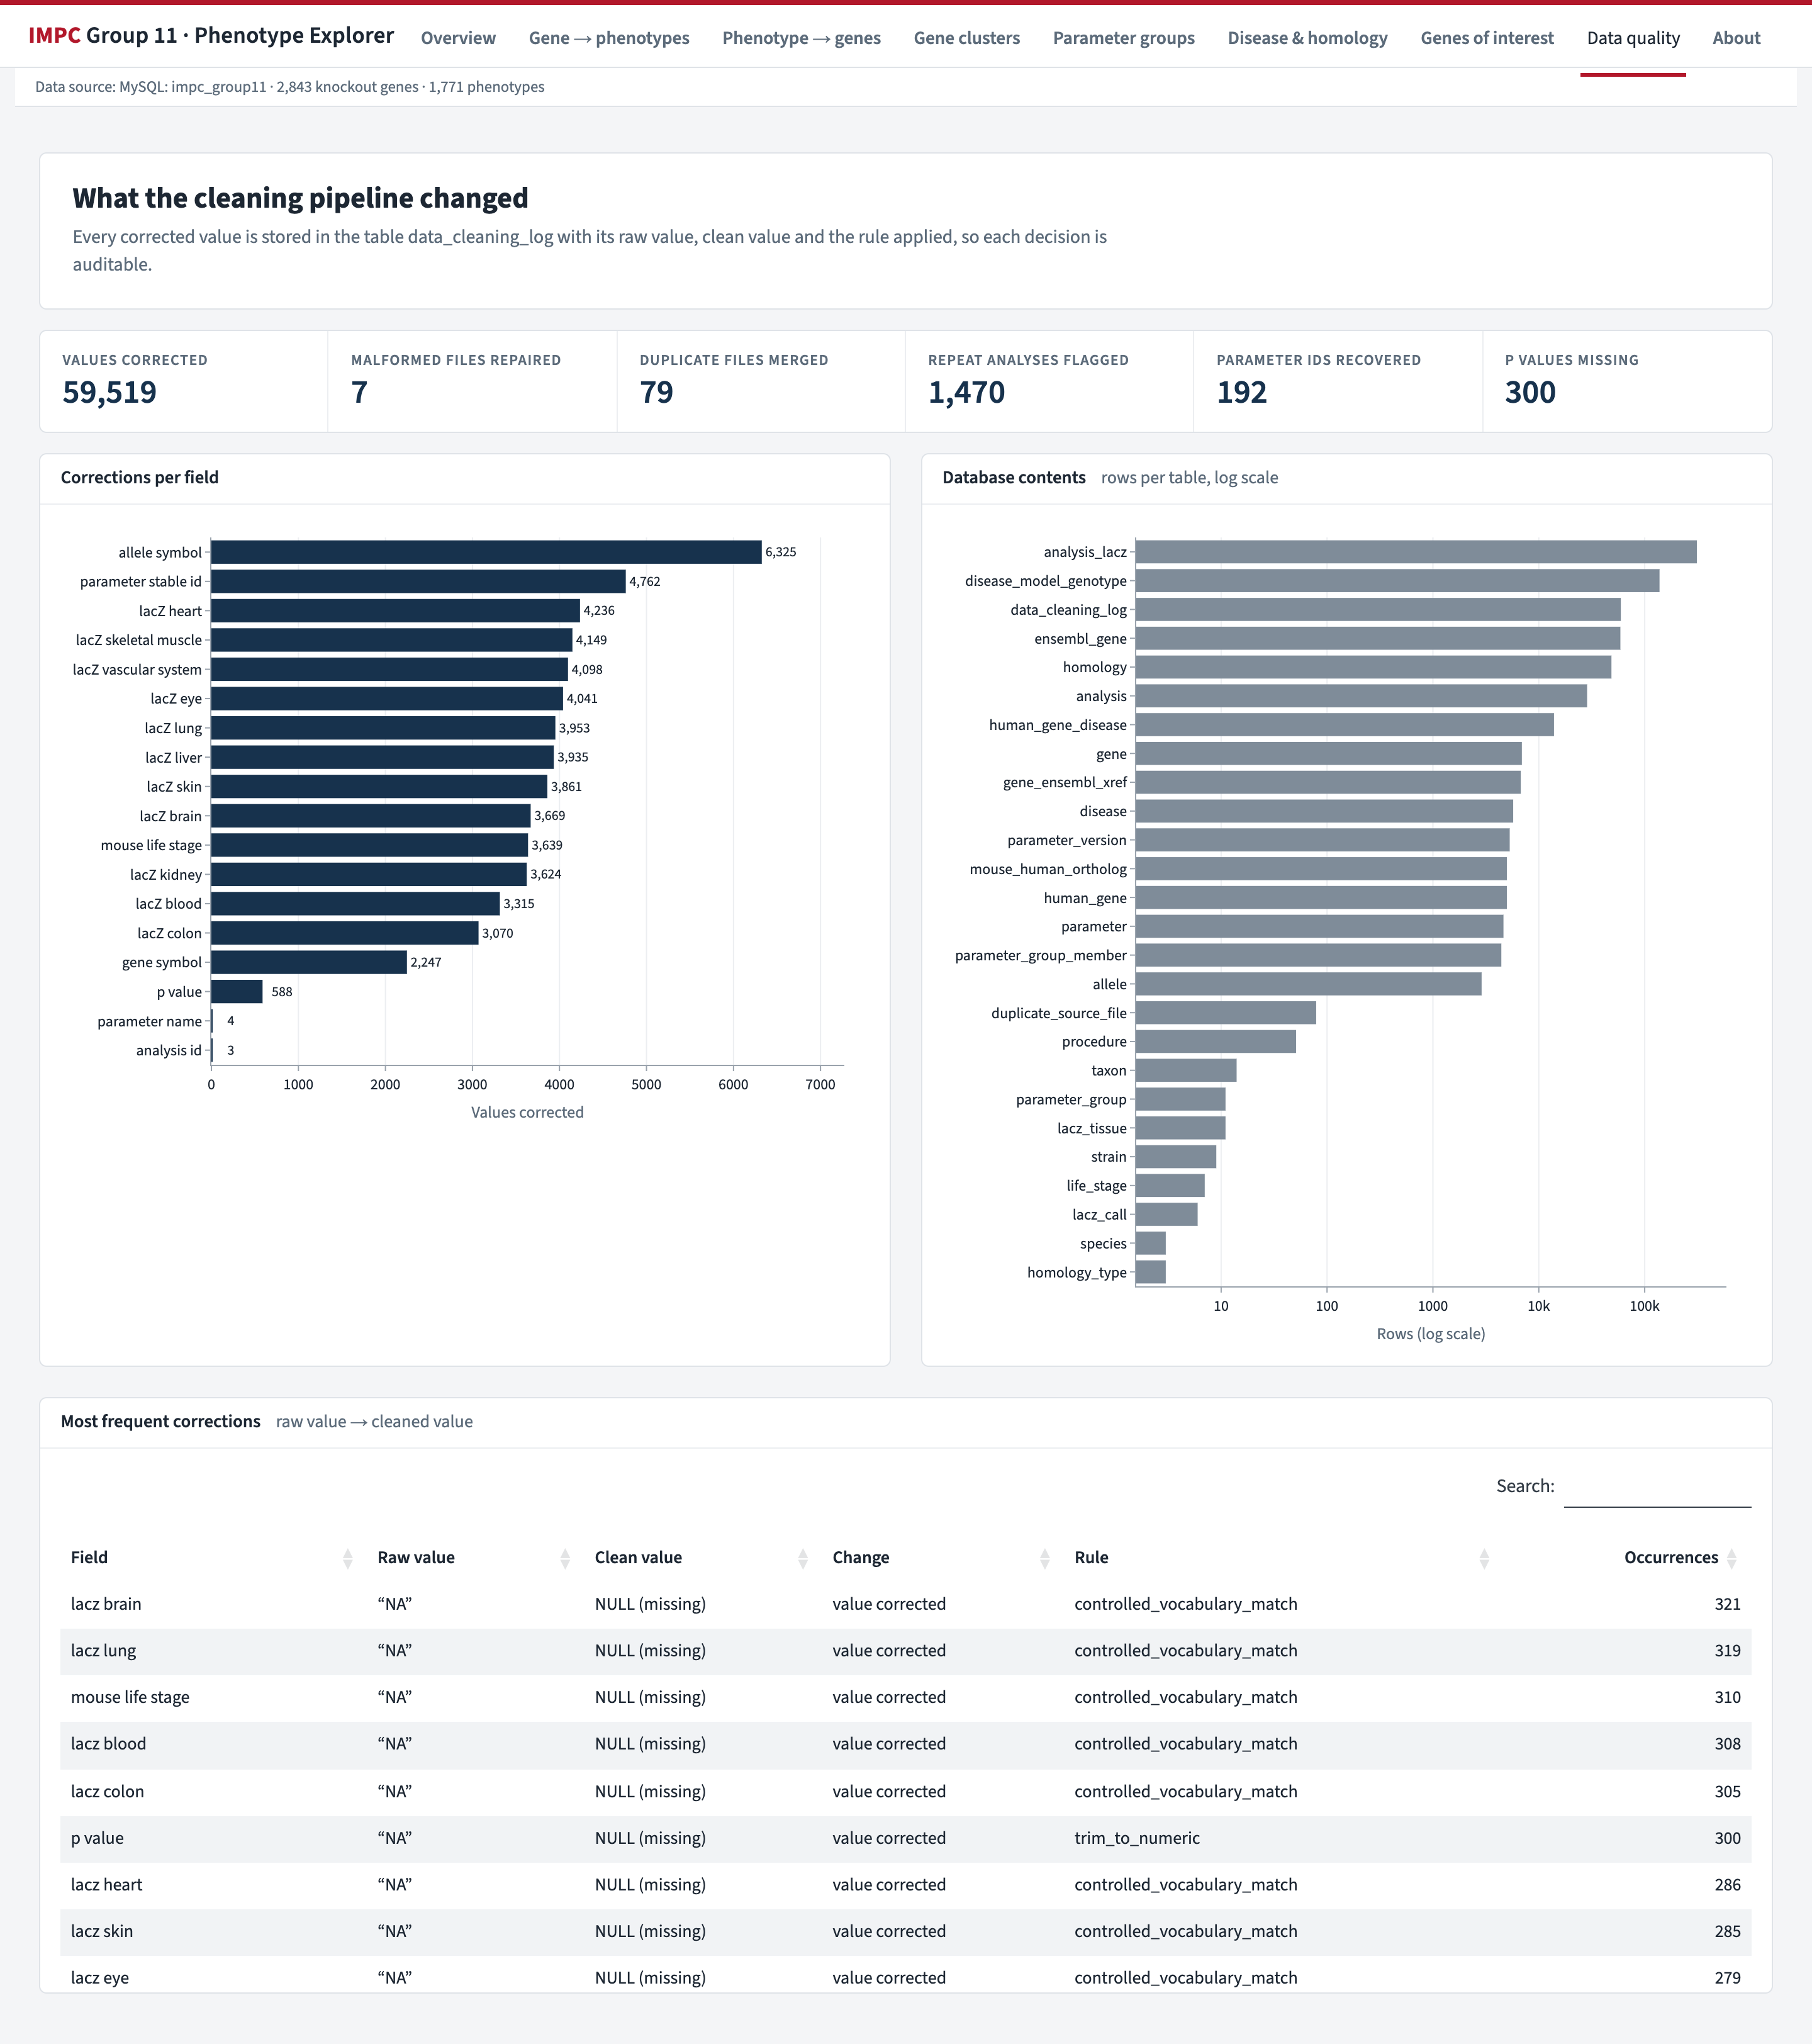 IMPC Group 11 · Phenotype Explorer
Overview
Gene → phenotypes
Phenotype → genes
Gene clusters
Parameter groups
Disease & homology
Genes of interest
Data quality
About
Data source: MySQL: impc_group11 · 2,843 knockout genes · 1,771 phenotypes
What the cleaning pipeline changed
Every corrected value is stored in the table data_cleaning_log with its raw value, clean value and the rule applied, so each decision is
auditable.
VALUES CORRECTED
59,519
MALFORMED FILES REPAIRED
7
DUPLICATE FILES MERGED
79
REPEAT ANALYSES FLAGGED
1,470
PARAMETER IDS RECOVERED
192
P VALUES MISSING
300
Corrections per field
allele symbol 6,325
parameter stable id 4,762
lacZ heart 4,236
lacZ skeletal muscle 4,149
lacZ vascular system 4,098
lacZ eye 4,041
lacZ lung 3,953
lacZ liver 3,935
lacZ skin 3,861
lacZ brain 3,669
mouse life stage 3,639
lacZ kidney 3,624
lacZ blood 3,315
lacZ colon 3,070
gene symbol 2,247
p value 588
parameter name 4
analysis id 3
0 1000 2000 3000 4000 5000 6000 7000
Values corrected
Database contents rows per table, log scale
analysis_lacz
disease_model_genotype
data_cleaning_log
ensembl_gene
homology
analysis
human_gene_disease
gene
gene_ensembl_xref
disease
parameter_version
mouse_human_ortholog
human_gene
parameter
parameter_group_member
allele
duplicate_source_file
procedure
taxon
parameter_group
lacz_tissue
strain
life_stage
lacz_call
species
homology_type
10 100 1000 10k 100k
Rows (log scale)
Most frequent corrections raw value → cleaned value
Search:
Field Raw value Clean value Change Rule Occurrences
lacz brain “NA” NULL (missing) value corrected controlled_vocabulary_match 321
lacz lung “NA” NULL (missing) value corrected controlled_vocabulary_match 319
mouse life stage “NA” NULL (missing) value corrected controlled_vocabulary_match 310
lacz blood “NA” NULL (missing) value corrected controlled_vocabulary_match 308
lacz colon “NA” NULL (missing) value corrected controlled_vocabulary_match 305
p value “NA” NULL (missing) value corrected trim_to_numeric 300
lacz heart “NA” NULL (missing) value corrected controlled_vocabulary_match 286
lacz skin “NA” NULL (missing) value corrected controlled_vocabulary_match 285
lacz eye “NA” NULL (missing) value corrected controlled_vocabulary_match 279